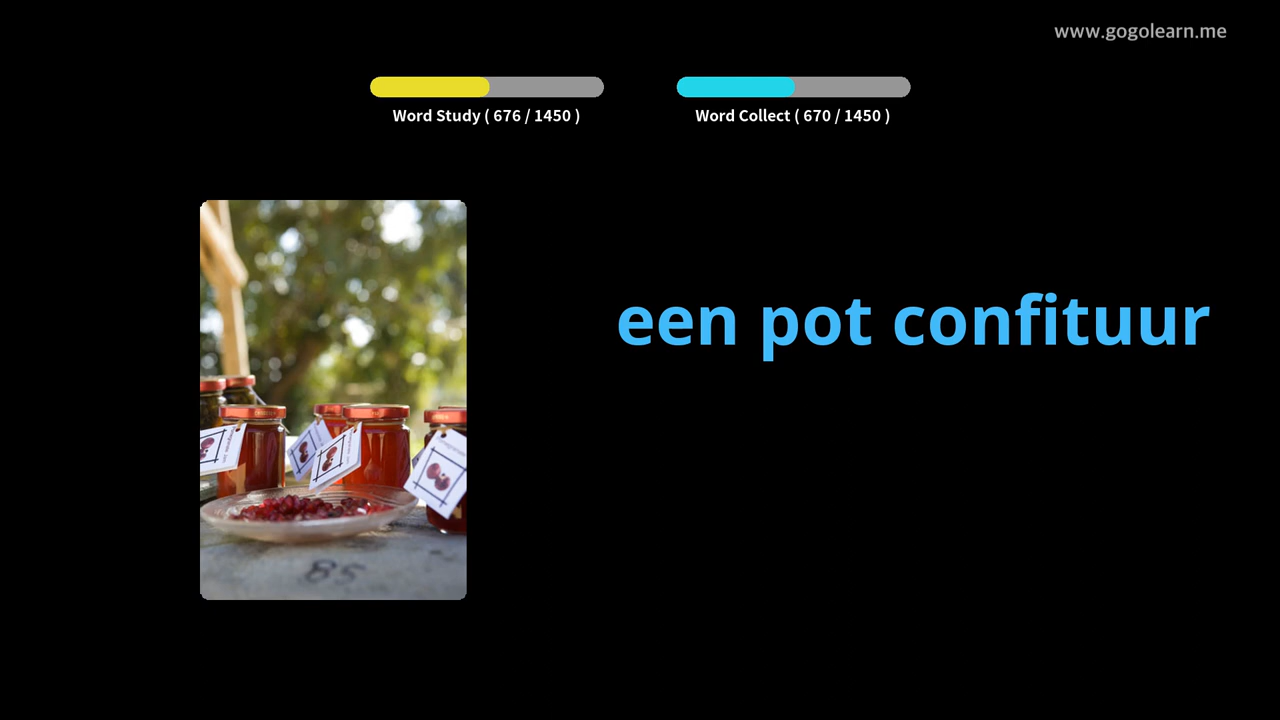 www.gogolearn.me
Word Study ( 676 / 1450 )
Word Collect ( 670 / 1450 )
een pot confituur
85